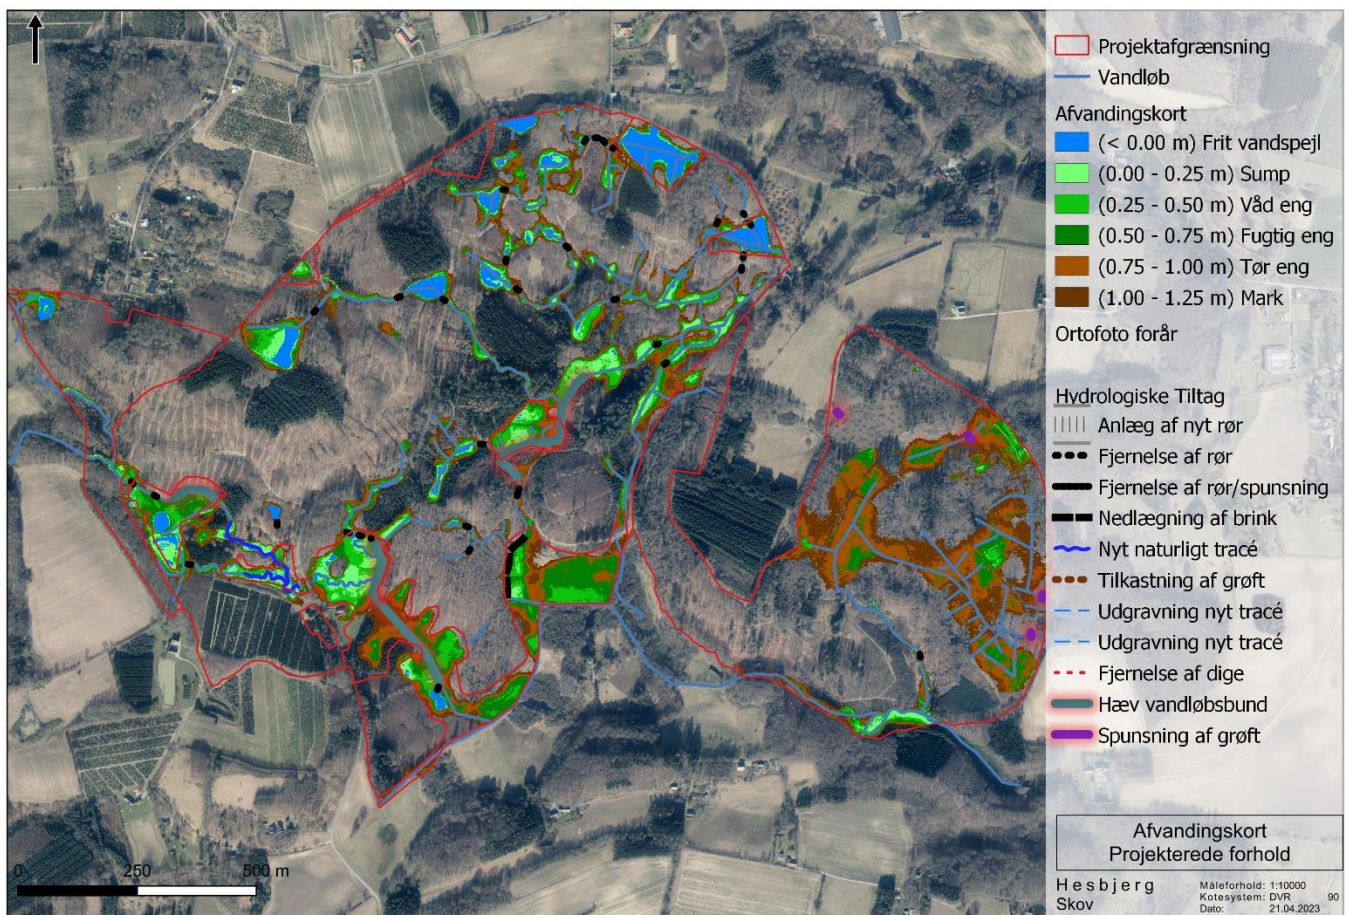 Projektafgrænsning
Vandløb
Afvandingskort
(< 0.00 m) Frit vandspejl
(0.00 - 0.25 m) Sump
(0.25 - 0.50 m) Våd eng
(0.50 - 0.75 m) Fugtig eng
(0.75 - 1.00 m) Tør eng
(1.00 - 1.25 m) Mark
Ortofoto forår
Hydrologiske Tiltag
Anlæg af nyt rør
Fjernelse af rør
Fjernelse af rør/spunsning
Nedlægning af brink
Nyt naturligt tracé
Tilkastning af grøft
Udgravning nyt tracé
Udgravning nyt tracé
Fjernelse af dige
Hæv vandløbsbund
Spunsning af grøft
0 250 500 m
Afvandingskort
Projekterede forhold
Hesbjerg
Skov
Måleforhold: 1:10000
Kotesystem: DVR 90
Dato: 21.04.2023